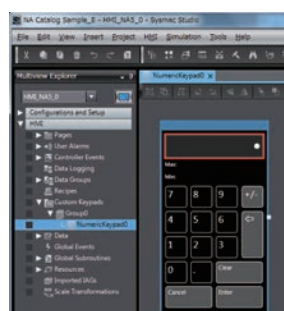 NA Catalog Sample_E - HMI_NA5_0 - Sysmac Studio
File Edit View Insert Project HMI Simulation Tools Help
Multiview Explorer
NumericKeypad0 x
HMI_NA5_0
Configurations and Setup
HMI
Pages
User Alarms
Controller Events
Data Logging
Data Groups
Recipes
Custom Keypads
Group0
NumericKeypad0
Data
Global Events
Global Subroutines
Resources
Imported IAGs
Scale Transformations
Max:
Min:
7 8 9 +/-
4 5 6
1 2 3
0 . Clear
Cancel Enter